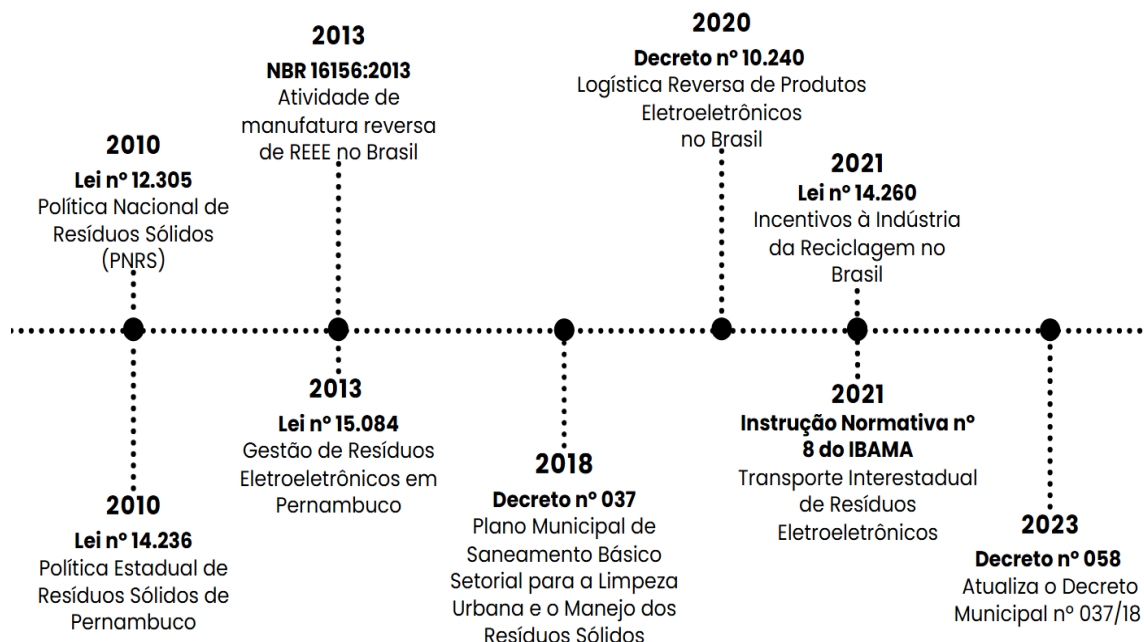 2010
Lei nº 12.305
Política Nacional de
Resíduos Sólidos
(PNRS)
2010
Lei nº 14.236
Política Estadual de
Resíduos Sólidos de
Pernambuco
2013
NBR 16156:2013
Atividade de
manufatura reversa
de REEE no Brasil
2013
Lei nº 15.084
Gestão de Resíduos
Eletroeletrônicos em
Pernambuco
2018
Decreto nº 037
Plano Municipal de
Saneamento Básico
Setorial para a Limpeza
Urbana e o Manejo dos
Resíduos Sólidos
2020
Decreto nº 10.240
Logística Reversa de Produtos
Eletroeletrônicos
no Brasil
2021
Lei nº 14.260
Incentivos à Indústria
da Reciclagem no
Brasil
2021
Instrução Normativa nº
8 do IBAMA
Transporte Interestadual
de Resíduos
Eletroeletrônicos
2023
Decreto nº 058
Atualiza o Decreto
Municipal nº 037/18